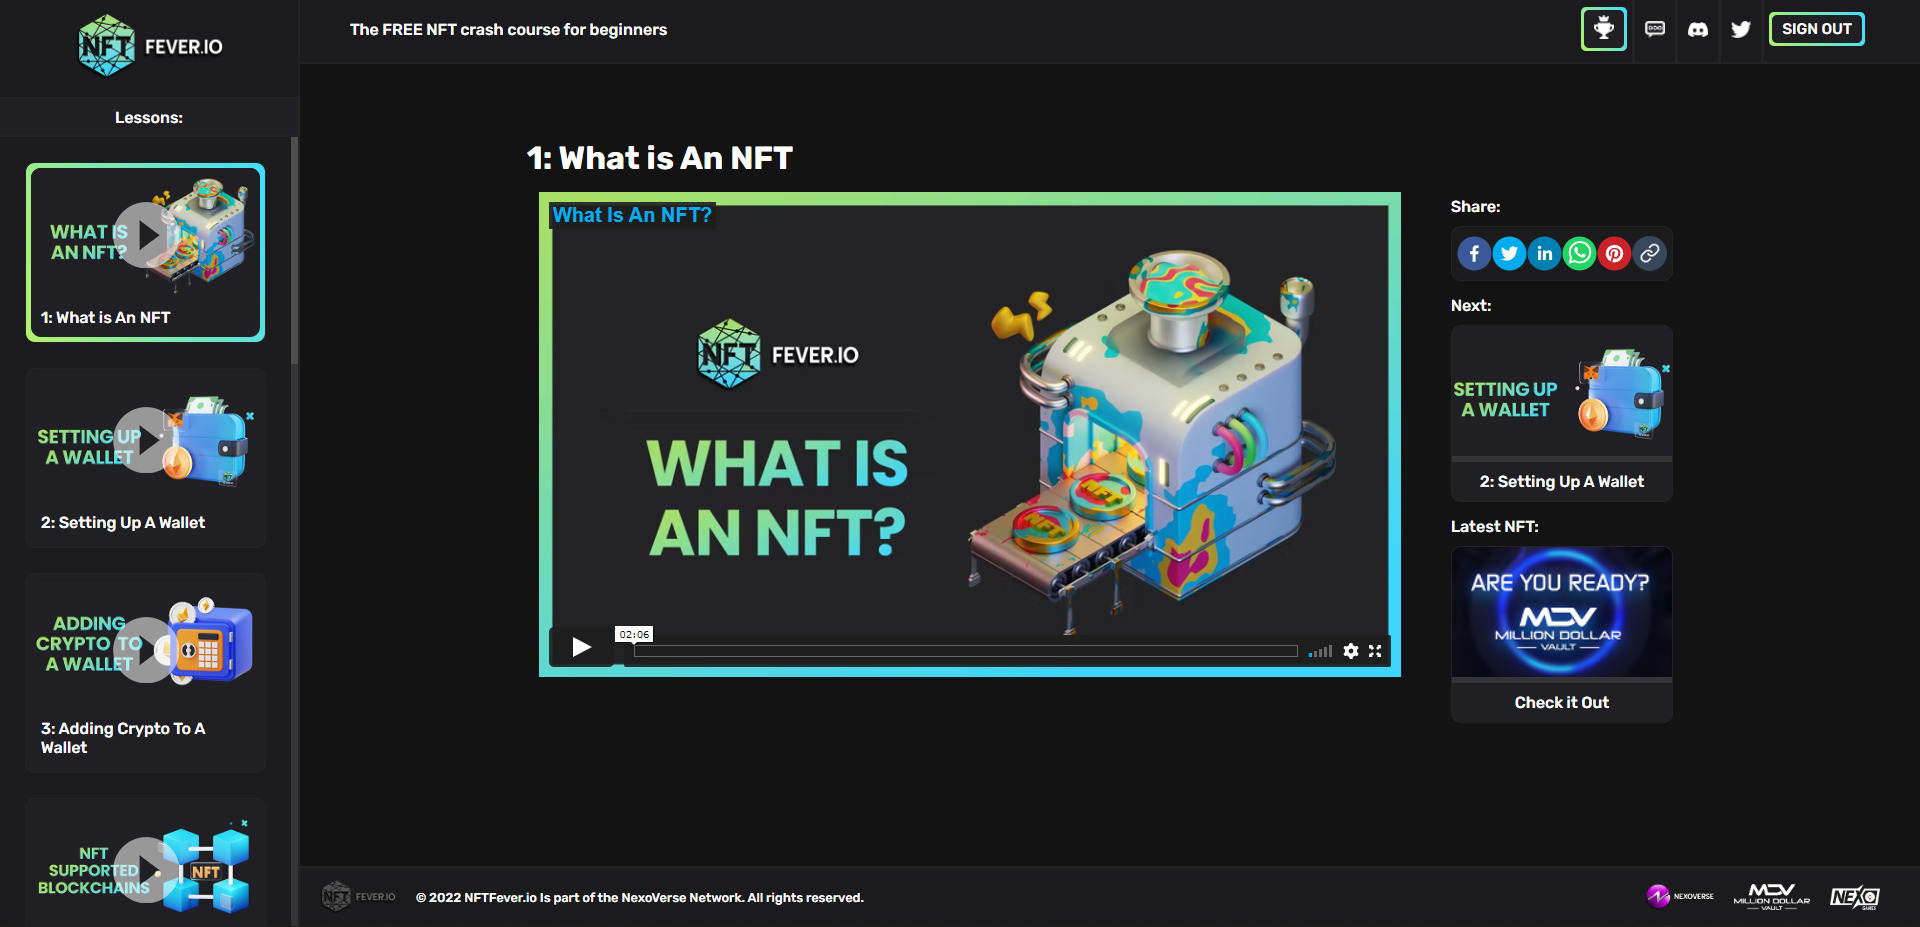 NFT FEVER.IO
The FREE NFT crash course for beginners
SIGN OUT
Lessons:
WHAT IS
AN NFT?
1: What is An NFT
SETTING UP
A WALLET
2: Setting Up A Wallet
ADDING
CRYPTO TO
A WALLET
3: Adding Crypto To A
Wallet
NFT
SUPPORTED
BLOCKCHAINS
NFT
1: What is An NFT
What Is An NFT?
NFT FEVER.IO
WHAT IS
AN NFT?
NFT
NFT
02:06
Share:
Next:
SETTING UP
A WALLET
2: Setting Up A Wallet
Latest NFT:
ARE YOU READY?
MDV
MILLION DOLLAR
VAULT
Check it Out
NFT FEVER.IO
© 2022 NFTFever.io Is part of the NexoVerse Network. All rights reserved.
NEXOVERSE
MDV
MILLION DOLLAR
VAULT
NEXO
GAMES